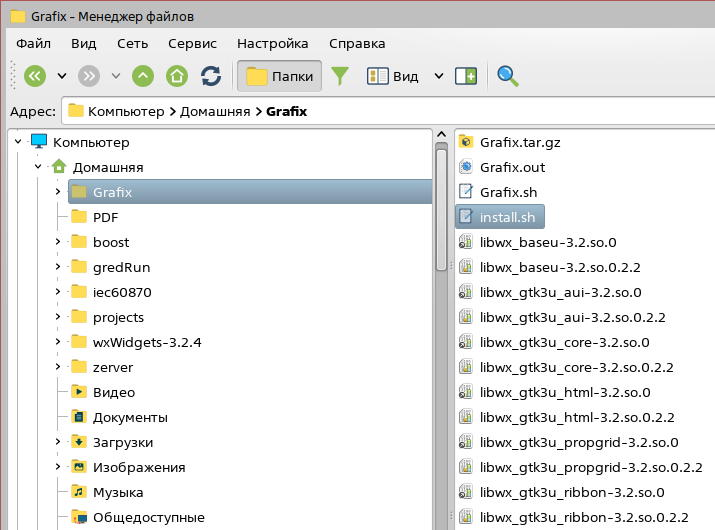 Grafix – Менеджер файлов
Файл Вид Сеть Сервис Настройка Справка
Папки Вид
Адрес: Компьютер Домашняя Grafix
Компьютер
Домашняя
Grafix
PDF
boost
gredRun
iec60870
projects
wxWidgets-3.2.4
zerver
Видео
Документы
Загрузки
Изображения
Музыка
Общедоступные
Grafix.tar.gz
Grafix.out
Grafix.sh
install.sh
libwx_baseu-3.2.so.0
libwx_baseu-3.2.so.0.2.2
libwx_gtk3u_aui-3.2.so.0
libwx_gtk3u_aui-3.2.so.0.2.2
libwx_gtk3u_core-3.2.so.0
libwx_gtk3u_core-3.2.so.0.2.2
libwx_gtk3u_html-3.2.so.0
libwx_gtk3u_html-3.2.so.0.2.2
libwx_gtk3u_propgrid-3.2.so.0
libwx_gtk3u_propgrid-3.2.so.0.2.2
libwx_gtk3u_ribbon-3.2.so.0
libwx_gtk3u_ribbon-3.2.so.0.2.2